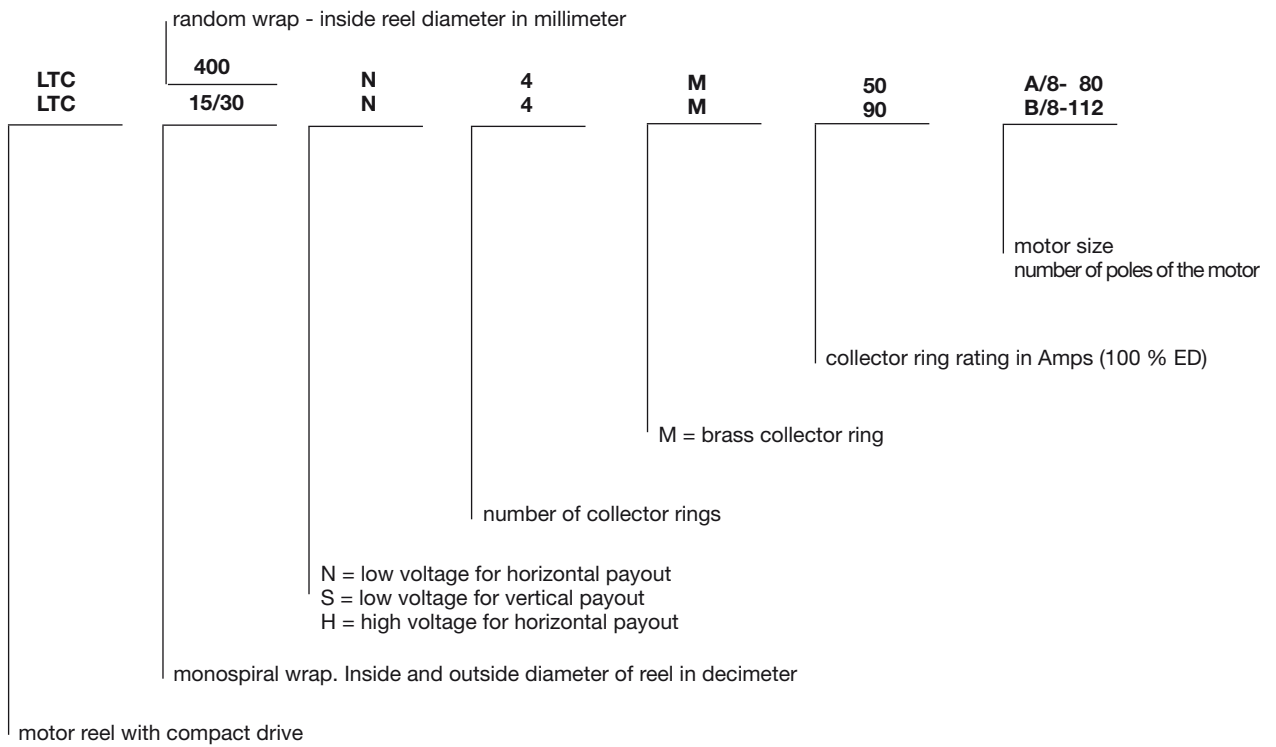 random wrap - inside reel diameter in millimeter
LTC 400 N 4 M 50 A/8- 80
LTC 15/30 N 4 M 90 B/8-112
motor size
number of poles of the motor
collector ring rating in Amps (100 % ED)
M = brass collector ring
number of collector rings
N = low voltage for horizontal payout
S = low voltage for vertical payout
H = high voltage for horizontal payout
monospiral wrap. Inside and outside diameter of reel in decimeter
motor reel with compact drive